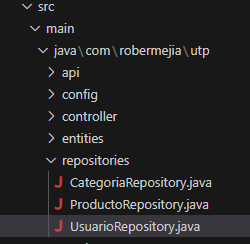 src
main
java\com\robermejia\utp
api
config
controller
entities
repositories
CategoriaRepository.java
ProductoRepository.java
UsuarioRepository.java